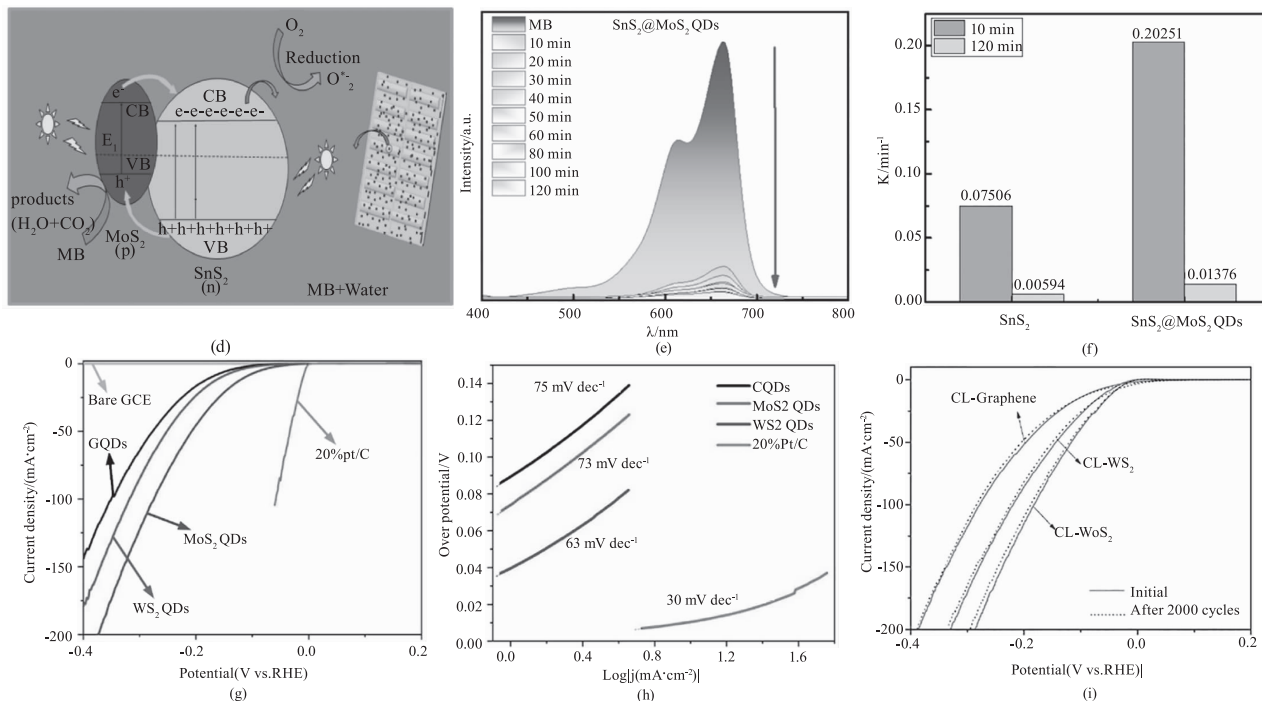 O₂
Reduction
O*-₂
e-
CB
CB
e-e-e-e-e-e-
E₁
VB
h⁺
products
(H₂O+CO₂)
MoS₂
(p)
MB
h+h+h+h+h+h+
VB
SnS₂
(n)
MB+Water
(d)
SnS₂@MoS₂ QDs
MB
10 min
20 min
30 min
40 min
50 min
60 min
80 min
100 min
120 min
Intensity/a.u.
400
500
600
700
800
λ/nm
(e)
10 min
120 min
0.20
0.15
0.10
0.05
0.00
K/min⁻¹
0.07506
0.00594
0.20251
0.01376
SnS₂
SnS₂@MoS₂ QDs
(f)
0
-50
-100
-150
-200
Current density/(mA·cm⁻²)
Bare GCE
GQDs
20%pt/C
MoS₂ QDs
WS₂ QDs
-0.4
-0.2
0.0
0.2
Potential(V vs.RHE)
(g)
0.14
0.12
0.10
0.08
0.06
0.04
0.02
0.00
Over potential/V
75 mV dec⁻¹
73 mV dec⁻¹
63 mV dec⁻¹
30 mV dec⁻¹
CQDs
MoS2 QDs
WS2 QDs
20%Pt/C
0.0
0.4
0.8
1.2
1.6
Log|j(mA·cm⁻²)|
(h)
0
-50
-100
-150
-200
Current density/(mA·cm⁻²)
CL-Graphene
CL-WS₂
CL-WoS₂
Initial
After 2000 cycles
-0.4
-0.2
0.0
0.2
Potential(V vs.RHE)|
(i)